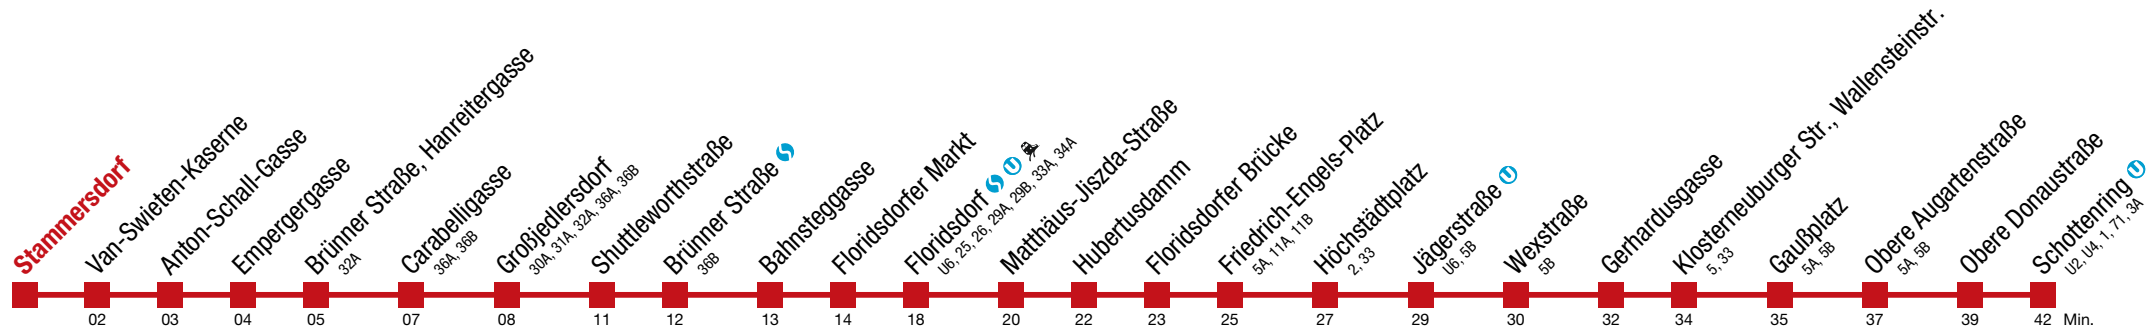 Stammersdorf
Van-Swieten-Kaserne
Anton-Schall-Gasse
Empergergasse
Brünner Straße, Hanreitergasse
32A
Carabelligasse
36A, 36B
Großjedlersdorf
30A, 31A, 32A, 36A, 36B
Shuttleworthstraße
Brünner Straße
36B
Bahnsteggasse
Floridsdorfer Markt
Floridsdorf
U6, 25, 26, 29A, 29B, 33A, 34A
Matthäus-Jiszda-Straße
Hubertusdamm
Floridsdorfer Brücke
Friedrich-Engels-Platz
5A, 11A, 11B
Höchstädtplatz
2, 33
Jägerstraße
U6, 5B
Wexstraße
5B
Gerhardusgasse
Klosterneuburger Str., Wallensteinstr.
5, 33
Gaußplatz
5A, 5B
Obere Augartenstraße
5A, 5B
Obere Donaustraße
Schottenring
U2, U4, 1, 71, 3A
02 03 04 05 07 08 11 12 13 14 18 20 22 23 25 27 29 30 32 34 35 37 39 42 Min.